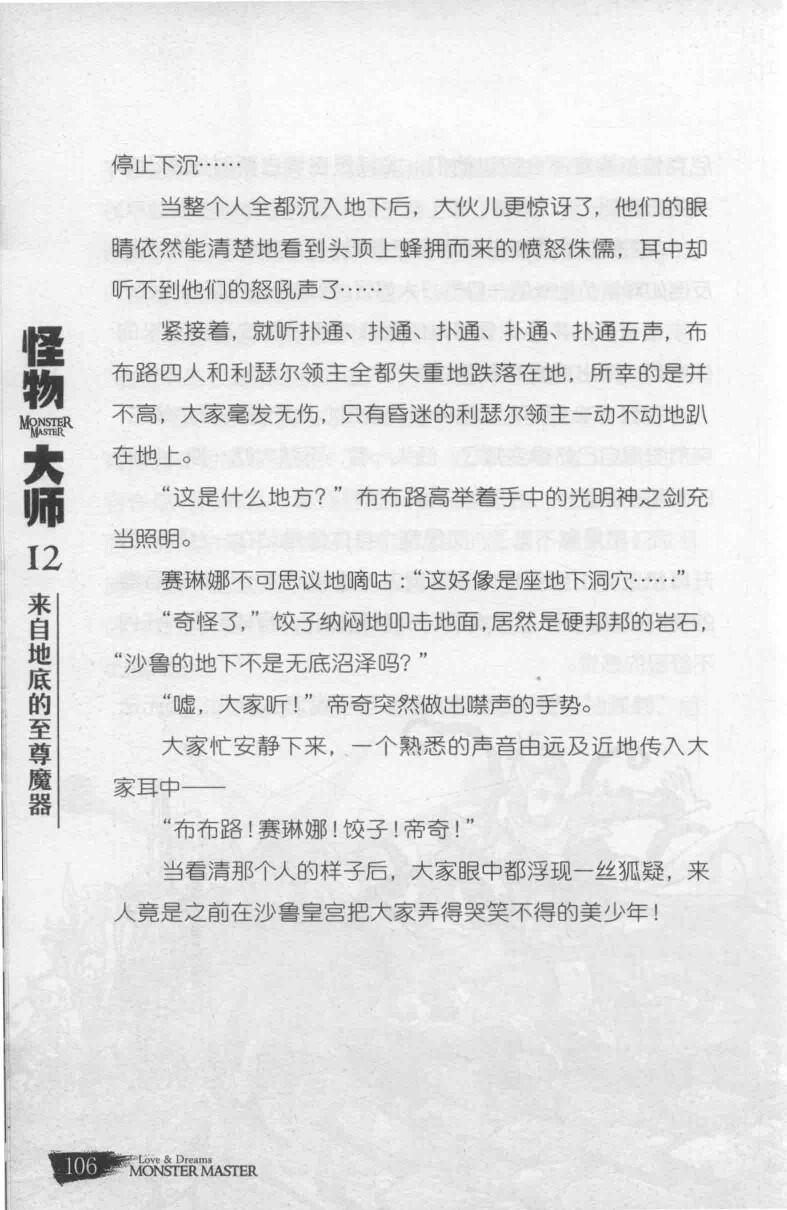 停止下沉……
当整个人全都沉入地下后，大伙儿更惊讶了，他们的眼
睛依然能清楚地看到头顶上蜂拥而来的愤怒侏儒，耳中却
听不到他们的怒吼声了……
紧接着，就听扑通、扑通、扑通、扑通、扑通五声，布
布路四人和利瑟尔领主全都失重地跌落在地，所幸的是并
不高，大家毫发无伤，只有昏迷的利瑟尔领主一动不动地趴
在地上。
“这是什么地方？”布布路高举着手中的光明神之剑充
当照明。
赛琳娜不可思议地嘀咕：“这好像是座地下洞穴……”
“奇怪了，”饺子纳闷地叩击地面，居然是硬邦邦的岩石，
“沙鲁的地下不是无底沼泽吗？”
“嘘，大家听！”帝奇突然做出噤声的手势。
大家忙安静下来，一个熟悉的声音由远及近地传入大
家耳中——
“布布路！赛琳娜！饺子！帝奇！”
当看清那个人的样子后，大家眼中都浮现一丝狐疑，来
人竟是之前在沙鲁皇宫把大家弄得哭笑不得的美少年！
怪物
MONSTER
MASTER
大师
12
来自地底的至尊魔器
106
Love & Dreams
MONSTER MASTER